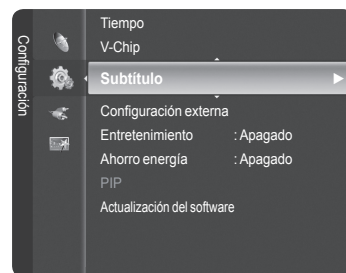 Configuración
Tiempo
V-Chip
Subtítulo
Configuración externa
Entretenimiento : Apagado
Ahorro energía : Apagado
PIP
Actualización del software